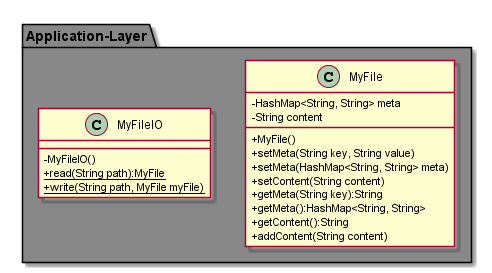 Application-Layer
C MyFileIO
-MyFileIO()
+read(String path):MyFile
+write(String path, MyFile myFile)
C MyFile
-HashMap<String, String> meta
-String content
+MyFile()
+setMeta(String key, String value)
+setMeta(HashMap<String, String> meta)
+setContent(String content)
+getMeta(String key):String
+getMeta():HashMap<String, String>
+getContent():String
+addContent(String content)